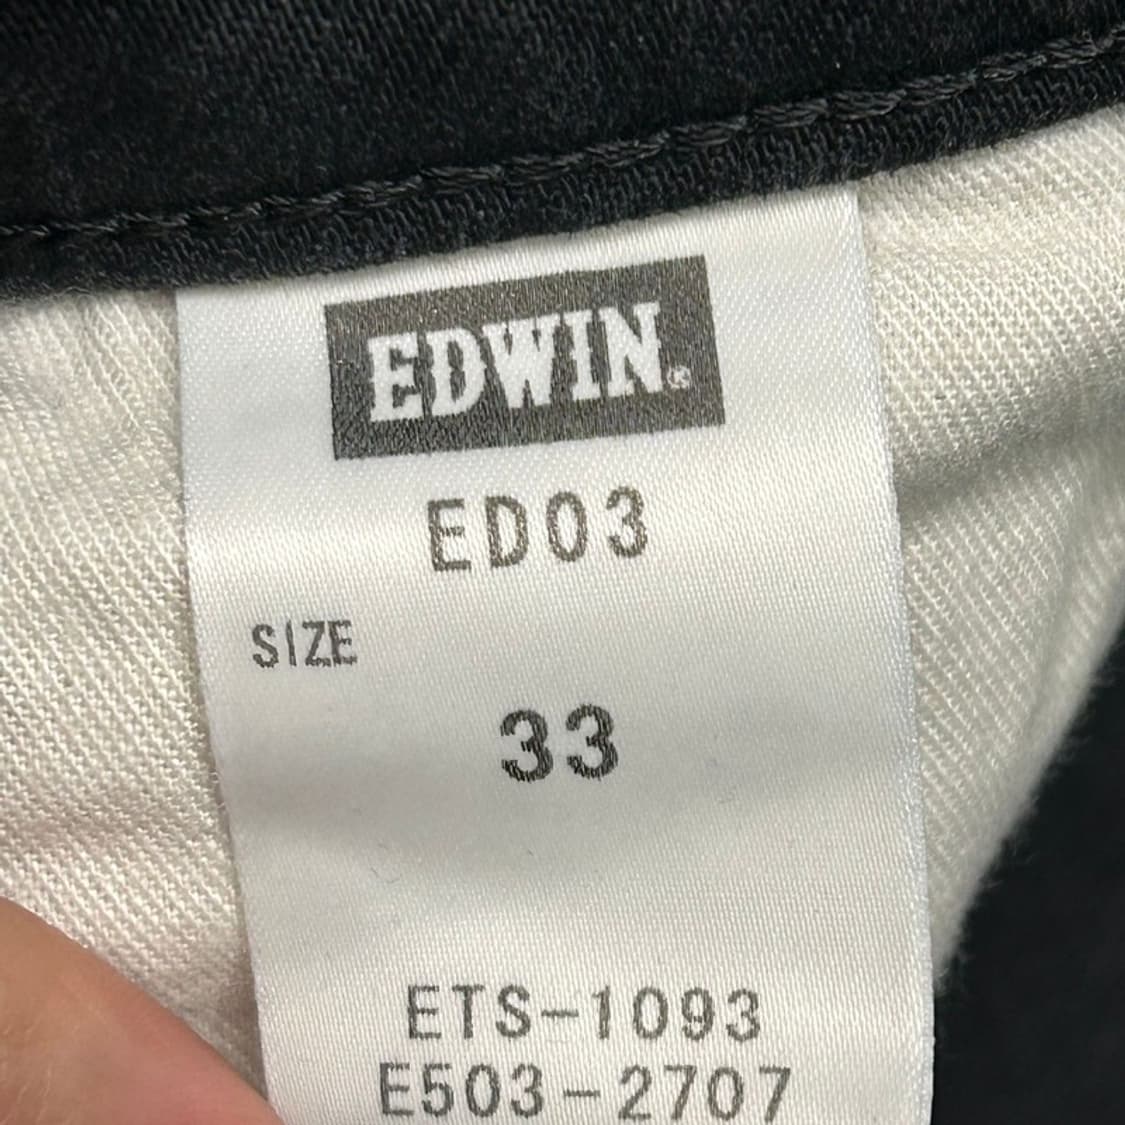 EDWIN®
ED03
SIZE
33
ETS-1093
E503-2707